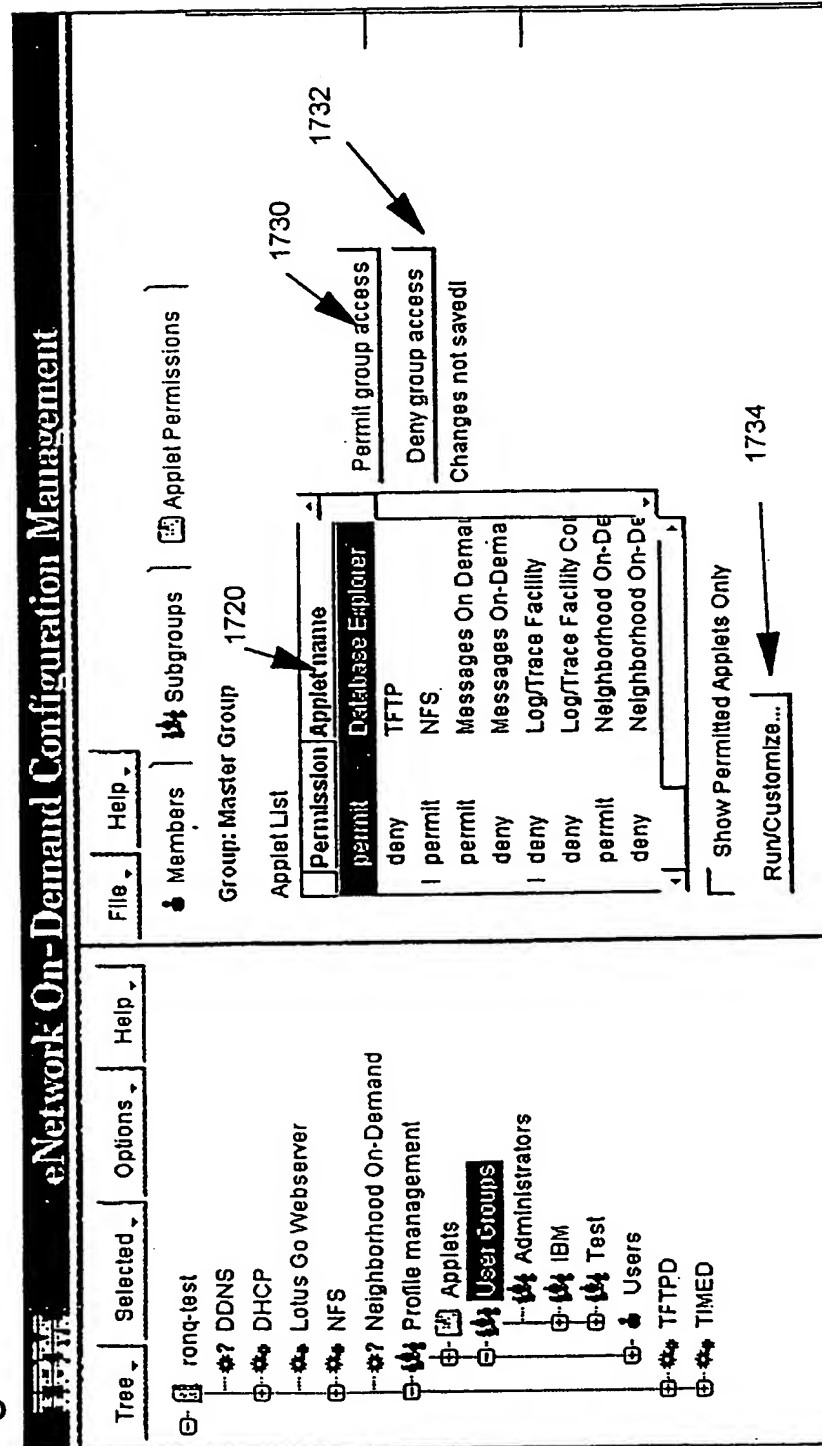 IBM eNetwork On-Demand Configuration Management
Tree Selected Options Help
ronq-test
? DDNS
DHCP
Lotus Go Webserver
NFS
? Neighborhood On-Demand
Profile management
Applets
User Groups
Administrators
IBM
Test
Users
TFTPD
TIMED
File Help
Members Subgroups Applet Permissions
Group: Master Group
1720
Applet List
Permission Applet name
permit Database Explorer
deny TFTP
permit NFS
permit Messages On Deman
deny Messages On-Dema
deny Log/Trace Facility
deny Log/Trace Facility Con
permit Neighborhood On-De
deny Neighborhood On-De
Permit group access
1730
Deny group access
1732
Changes not saved!
Show Permitted Applets Only
Run/Customize...
1734